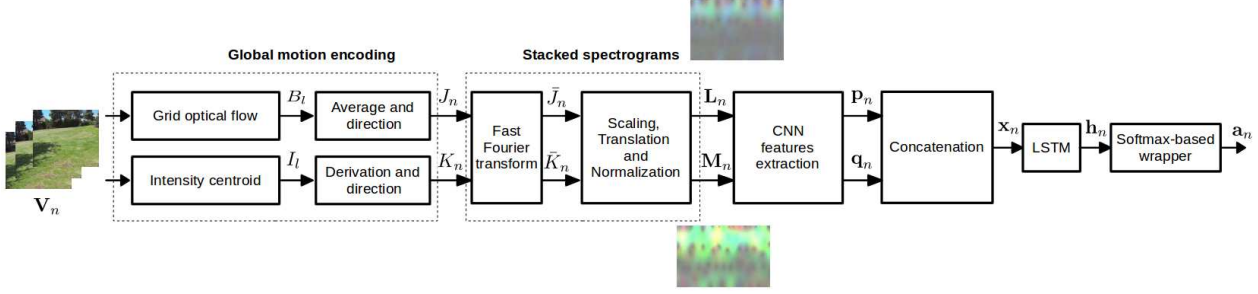 Global motion encoding
Stacked spectrograms
V_n
Grid optical flow
B_l
Average and
direction
J_n
Intensity centroid
I_l
Derivation and
direction
K_n
Fast
Fourier
transform
J̄_n
K̄_n
Scaling,
Translation
and
Normalization
L_n
M_n
CNN
features
extraction
p_n
q_n
Concatenation
x_n
LSTM
h_n
Softmax-based
wrapper
a_n